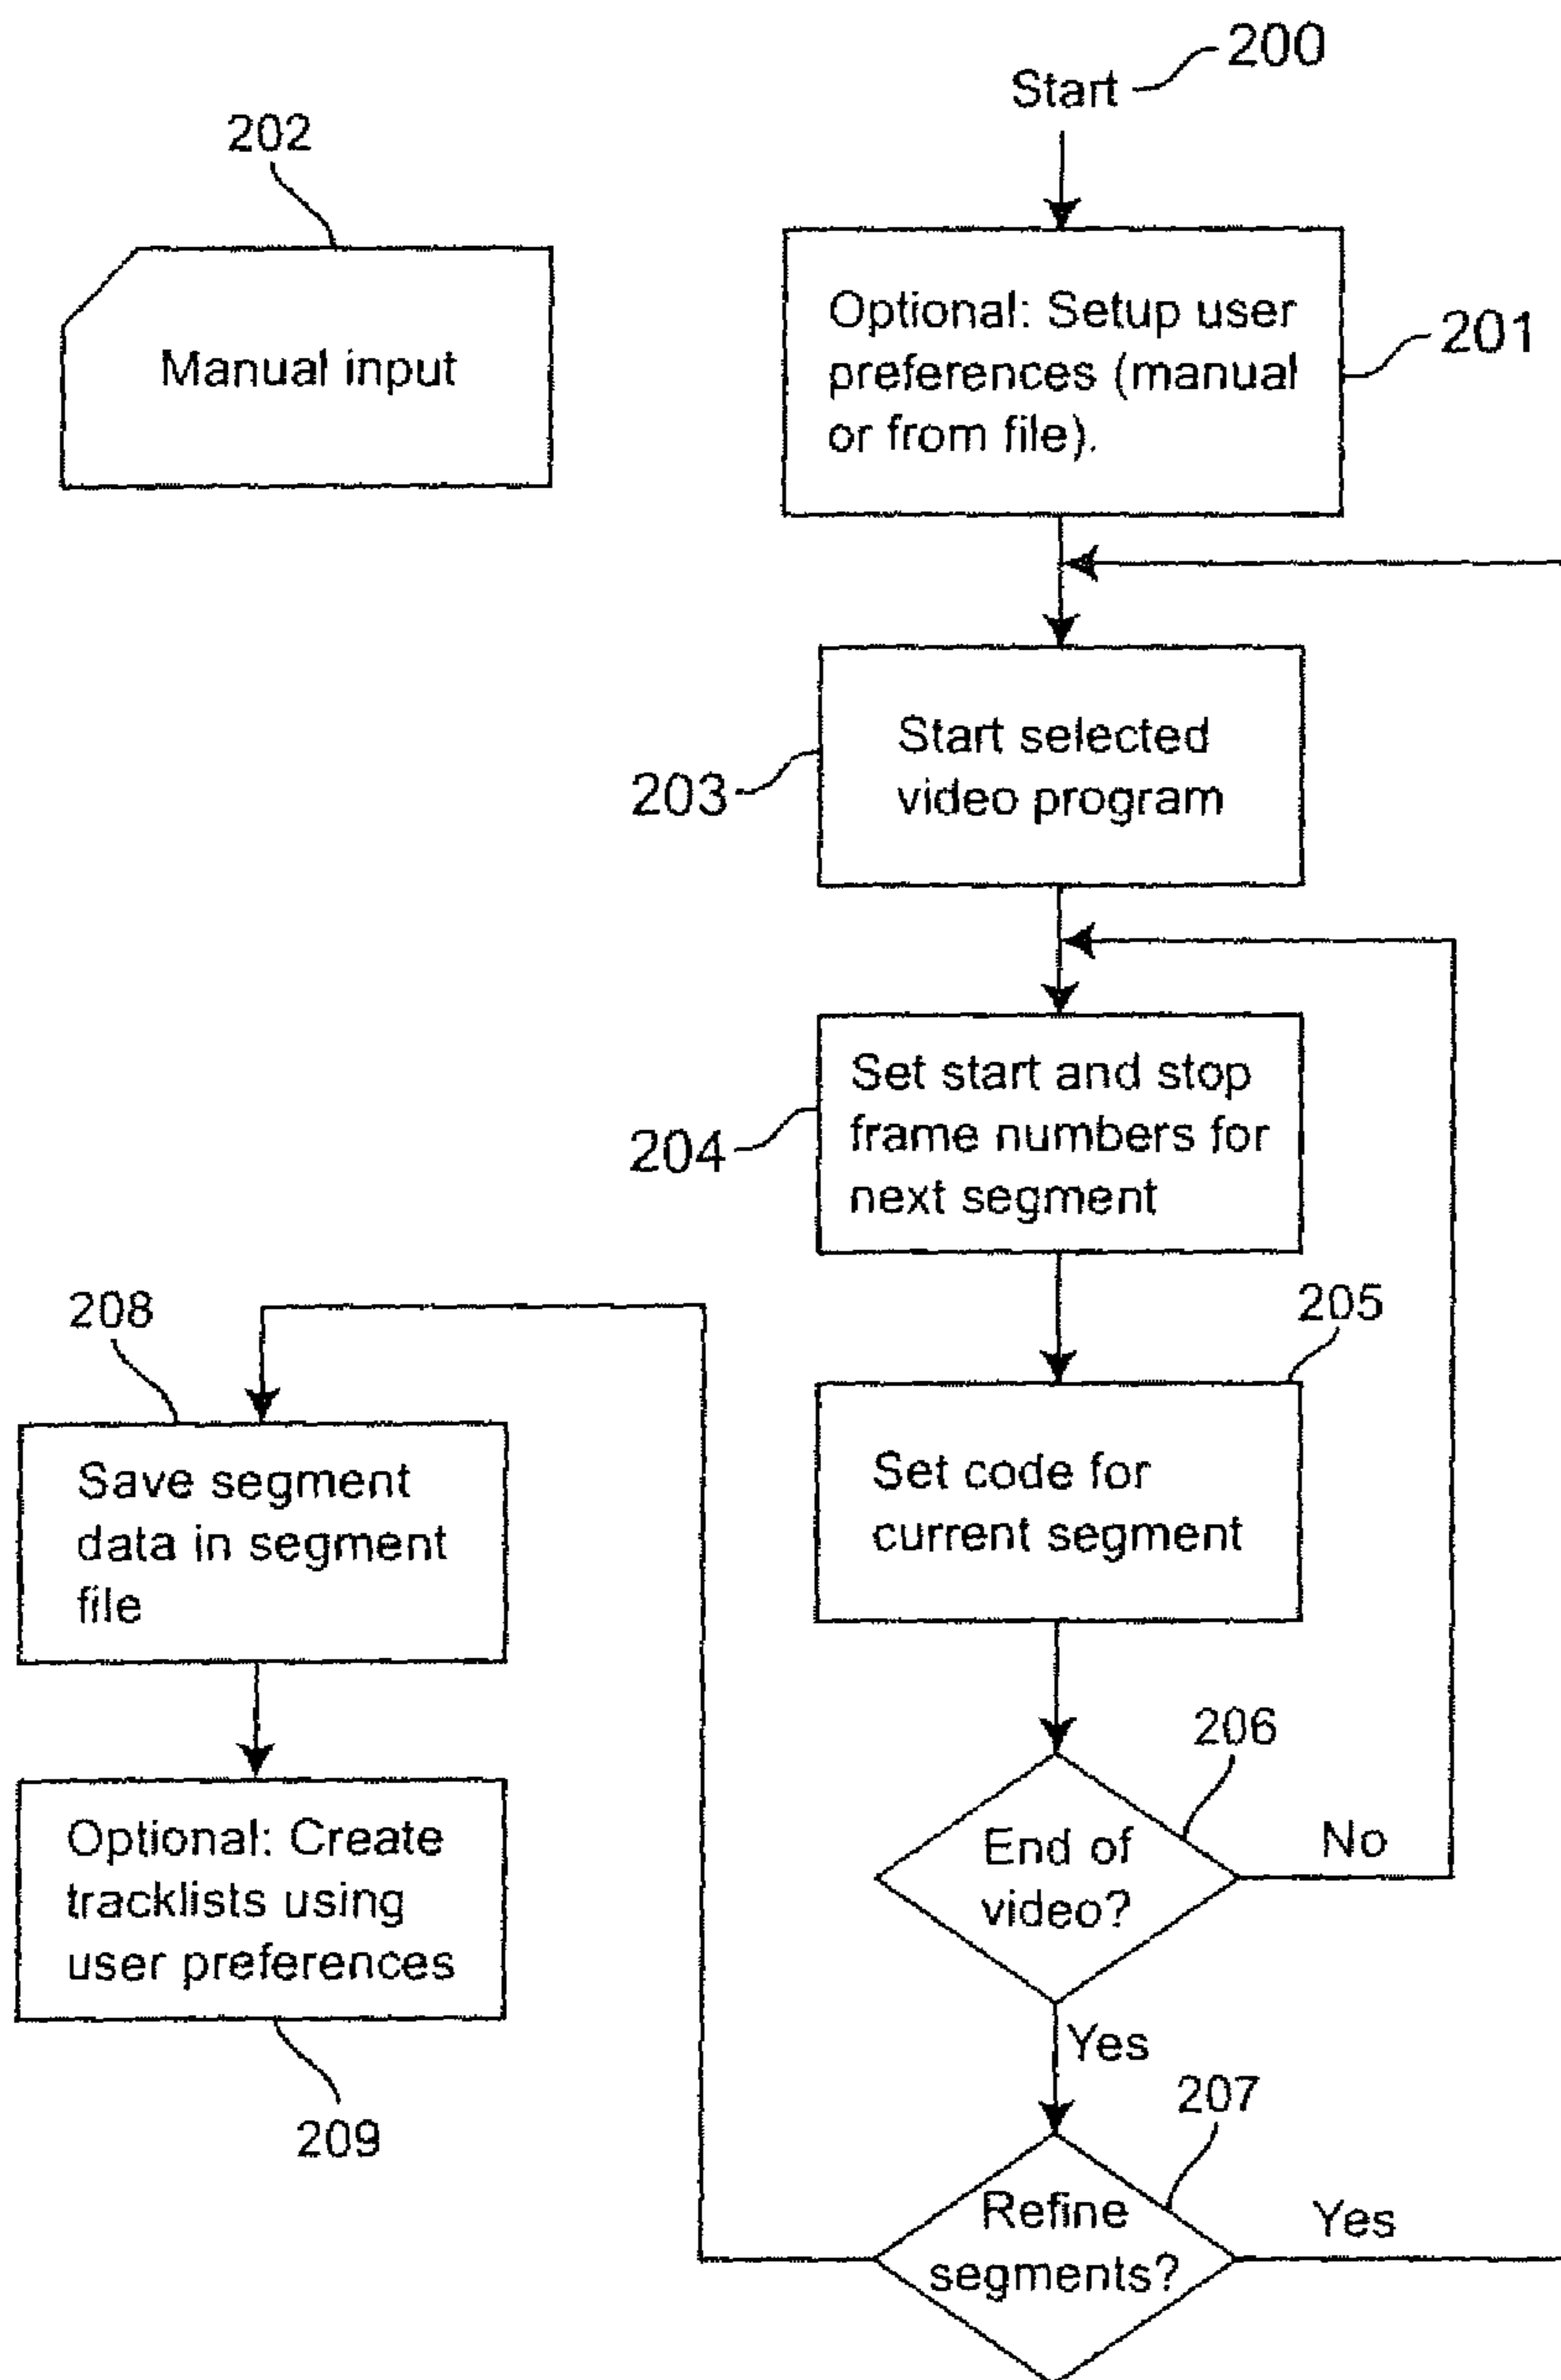 200
Start
202
Manual input
Optional: Setup user
preferences (manual
or from file).
201
Start selected
video program
203
Set start and stop
frame numbers for
next segment
204
205
Set code for
current segment
206
End of
video?
No
Yes
207
Refine
segments?
Yes
208
Save segment
data in segment
file
Optional: Create
tracklists using
user preferences
209